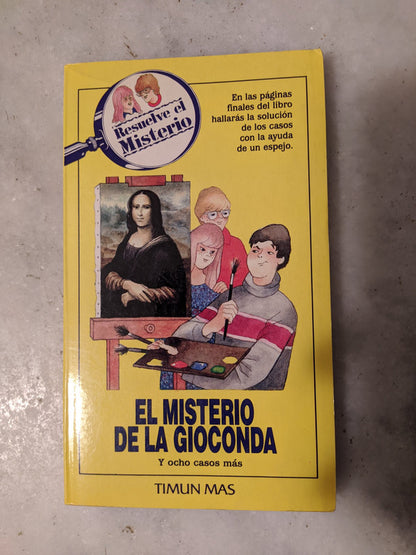 Resuelve el
Misterio
En las páginas
finales del libro
hallarás la solución
de los casos
con la ayuda
de un espejo.
EL MISTERIO
DE LA GIOCONDA
Y ocho casos más
TIMUN MAS